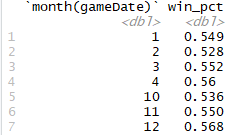 `month(gameDate)` win_pct
<dbl> <dbl>
1 1 0.549
2 2 0.528
3 3 0.552
4 4 0.56
5 10 0.536
6 11 0.550
7 12 0.568